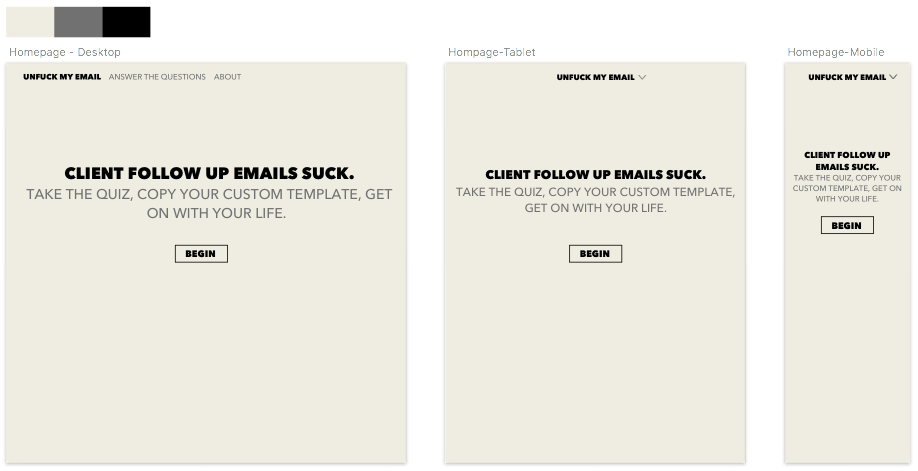 Homepage - Desktop
UNFUCK MY EMAIL ANSWER THE QUESTIONS ABOUT
CLIENT FOLLOW UP EMAILS SUCK.
TAKE THE QUIZ, COPY YOUR CUSTOM TEMPLATE, GET
ON WITH YOUR LIFE.
BEGIN
Hompage-Tablet
UNFUCK MY EMAIL
CLIENT FOLLOW UP EMAILS SUCK.
TAKE THE QUIZ, COPY YOUR CUSTOM TEMPLATE,
GET ON WITH YOUR LIFE.
BEGIN
Homepage-Mobile
UNFUCK MY EMAIL
CLIENT FOLLOW UP
EMAILS SUCK.
TAKE THE QUIZ, COPY YOUR
CUSTOM TEMPLATE, GET ON
WITH YOUR LIFE.
BEGIN